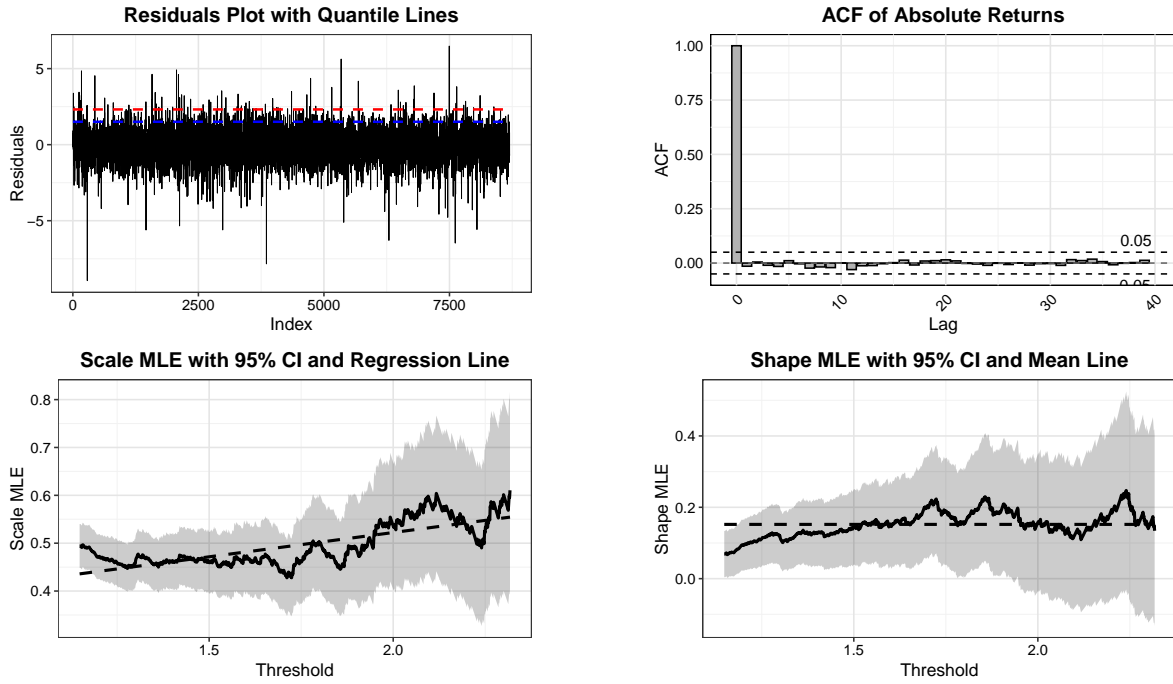 Residuals Plot with Quantile Lines
5
0
−5
Residuals
0
2500
5000
7500
Index
ACF of Absolute Returns
1.00
0.75
0.50
0.25
0.00
ACF
0.05
0
10
20
30
40
Lag
Scale MLE with 95% CI and Regression Line
0.8
0.7
0.6
0.5
0.4
Scale MLE
1.5
2.0
Threshold
Shape MLE with 95% CI and Mean Line
0.4
0.2
0.0
Shape MLE
1.5
2.0
Threshold